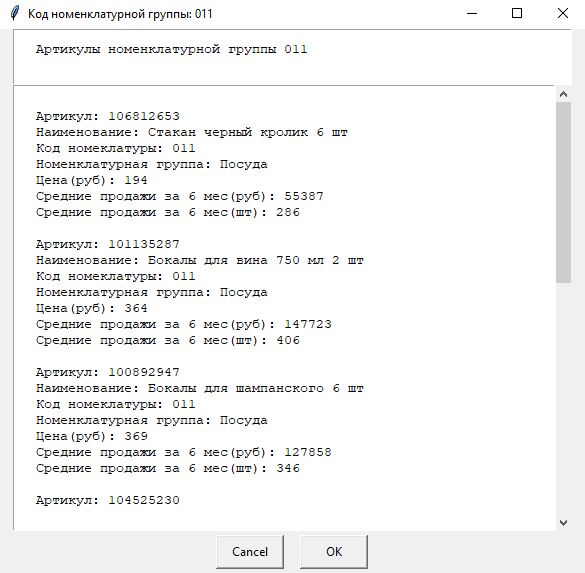 Код номенклатурной группы: 011
Артикулы номенклатурной группы 011
Артикул: 106812653
Наименование: Стакан черный кролик 6 шт
Код номеклатуры: 011
Номенклатурная группа: Посуда
Цена(руб): 194
Средние продажи за 6 мес(руб): 55387
Средние продажи за 6 мес(шт): 286
Артикул: 101135287
Наименование: Бокалы для вина 750 мл 2 шт
Код номеклатуры: 011
Номенклатурная группа: Посуда
Цена(руб): 364
Средние продажи за 6 мес(руб): 147723
Средние продажи за 6 мес(шт): 406
Артикул: 100892947
Наименование: Бокалы для шампанского 6 шт
Код номеклатуры: 011
Номенклатурная группа: Посуда
Цена(руб): 369
Средние продажи за 6 мес(руб): 127858
Средние продажи за 6 мес(шт): 346
Артикул: 104525230
Cancel OK